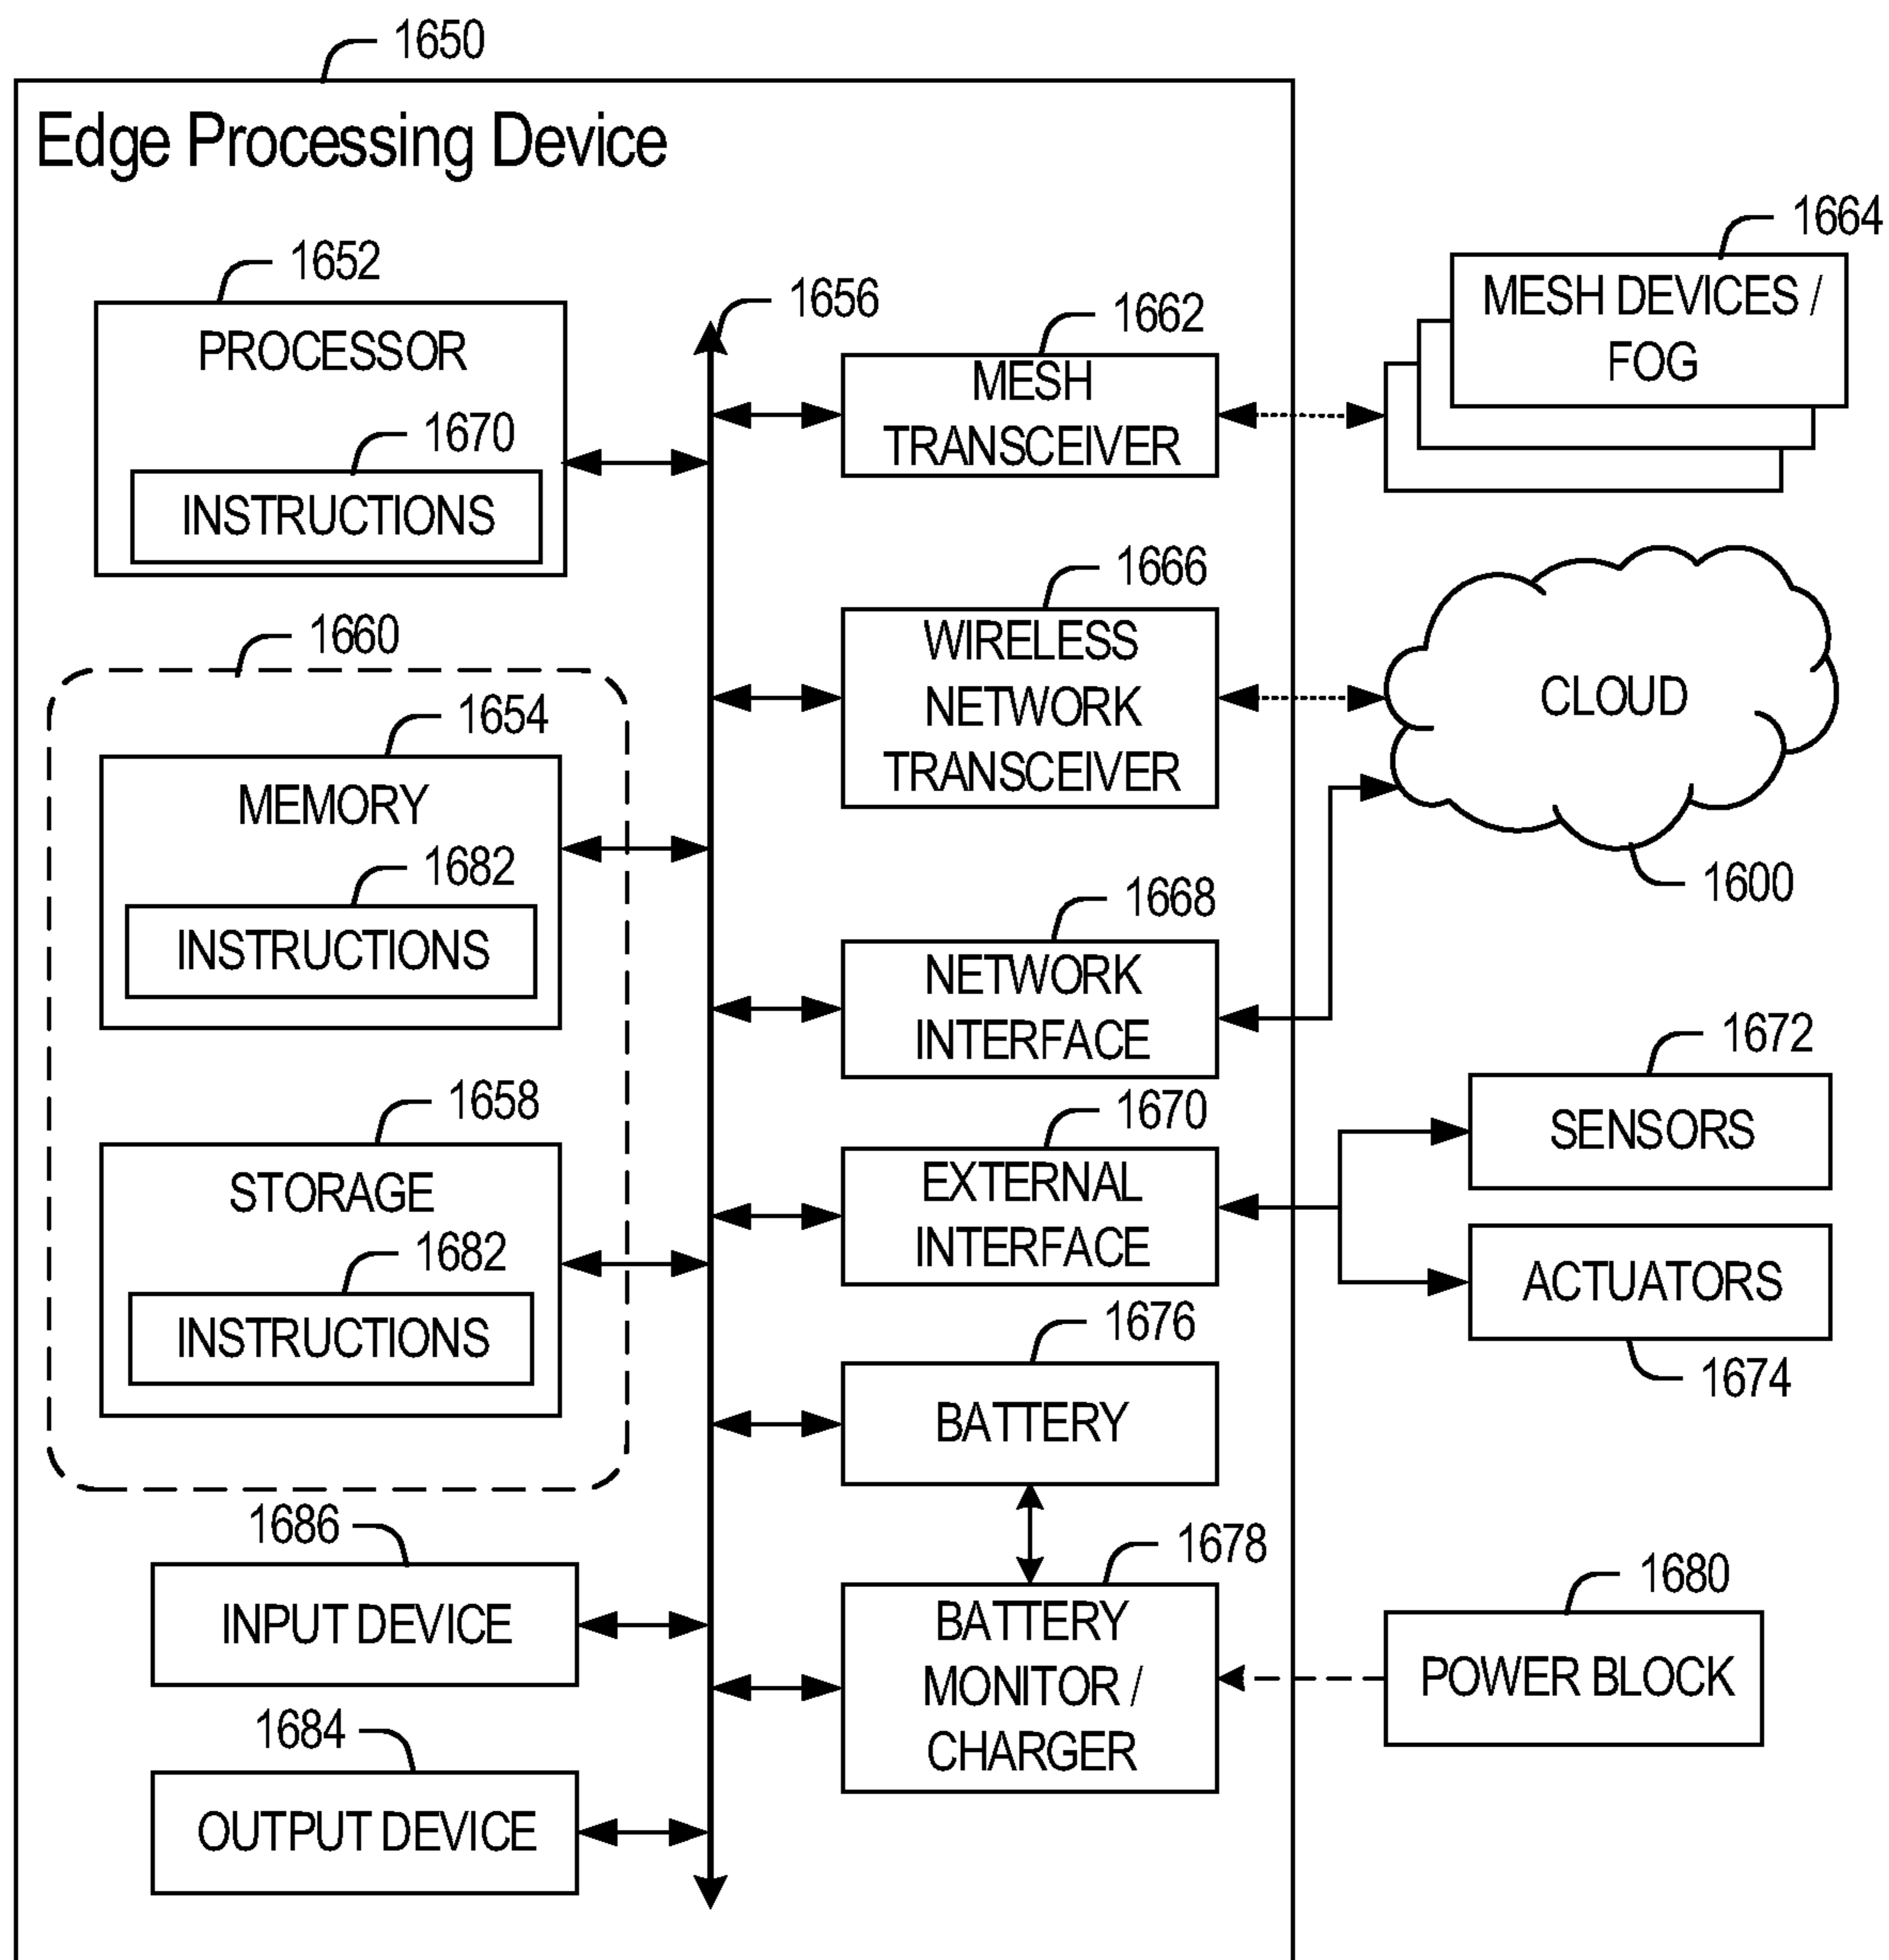 1650
Edge Processing Device
1652
PROCESSOR
1670
INSTRUCTIONS
1660
1654
MEMORY
1682
INSTRUCTIONS
1658
STORAGE
1682
INSTRUCTIONS
1686
INPUT DEVICE
1684
OUTPUT DEVICE
1656
1662
MESH
TRANSCEIVER
1666
WIRELESS
NETWORK
TRANSCEIVER
1668
NETWORK
INTERFACE
1670
EXTERNAL
INTERFACE
1676
BATTERY
1678
BATTERY
MONITOR /
CHARGER
1664
MESH DEVICES /
FOG
CLOUD
1600
1672
SENSORS
ACTUATORS
1674
1680
POWER BLOCK